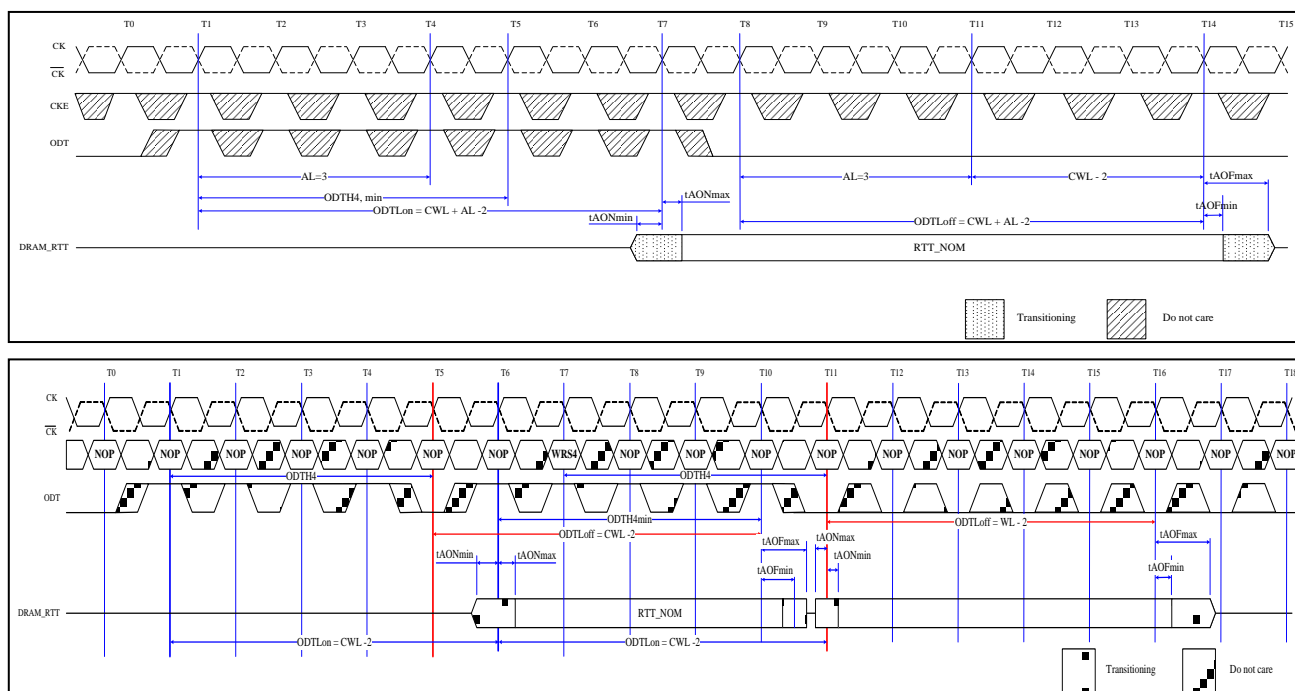 T0 T1 T2 T3 T4 T5 T6 T7 T8 T9 T10 T11 T12 T13 T14 T15
CK
CK
CKE
ODT
AL=3 AL=3 CWL - 2
ODTH4, min tAOFmax
tAONmax
ODTLon = CWL + AL -2 tAOFmin
tAONmin ODTLoff = CWL + AL -2
DRAM_RTT RTT_NOM
Transitioning Do not care
T0 T1 T2 T3 T4 T5 T6 T7 T8 T9 T10 T11 T12 T13 T14 T15 T16 T17 T18
CK
CK
NOP NOP NOP NOP NOP NOP NOP WRS4 NOP NOP NOP NOP NOP NOP NOP NOP NOP NOP NOP
ODTH4 ODTH4
ODT
ODTH4min ODTLoff = WL - 2
ODTLoff = CWL -2
tAOFmax tAONmax tAOFmax
tAONmin tAONmax tAONmin
tAOFmin tAOFmin
DRAM_RTT RTT_NOM
ODTLon = CWL -2 ODTLon = CWL -2
Transitioning Do not care